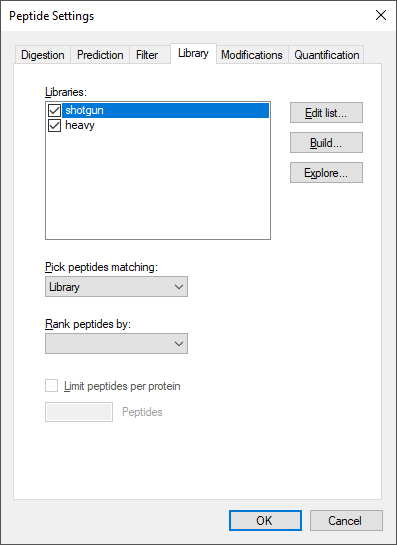 Peptide Settings
Digestion Prediction Filter Library Modifications Quantification
Libraries:
shotgun
heavy
Edit list...
Build...
Explore...
Pick peptides matching:
Library
Rank peptides by:
Limit peptides per protein
Peptides
OK Cancel